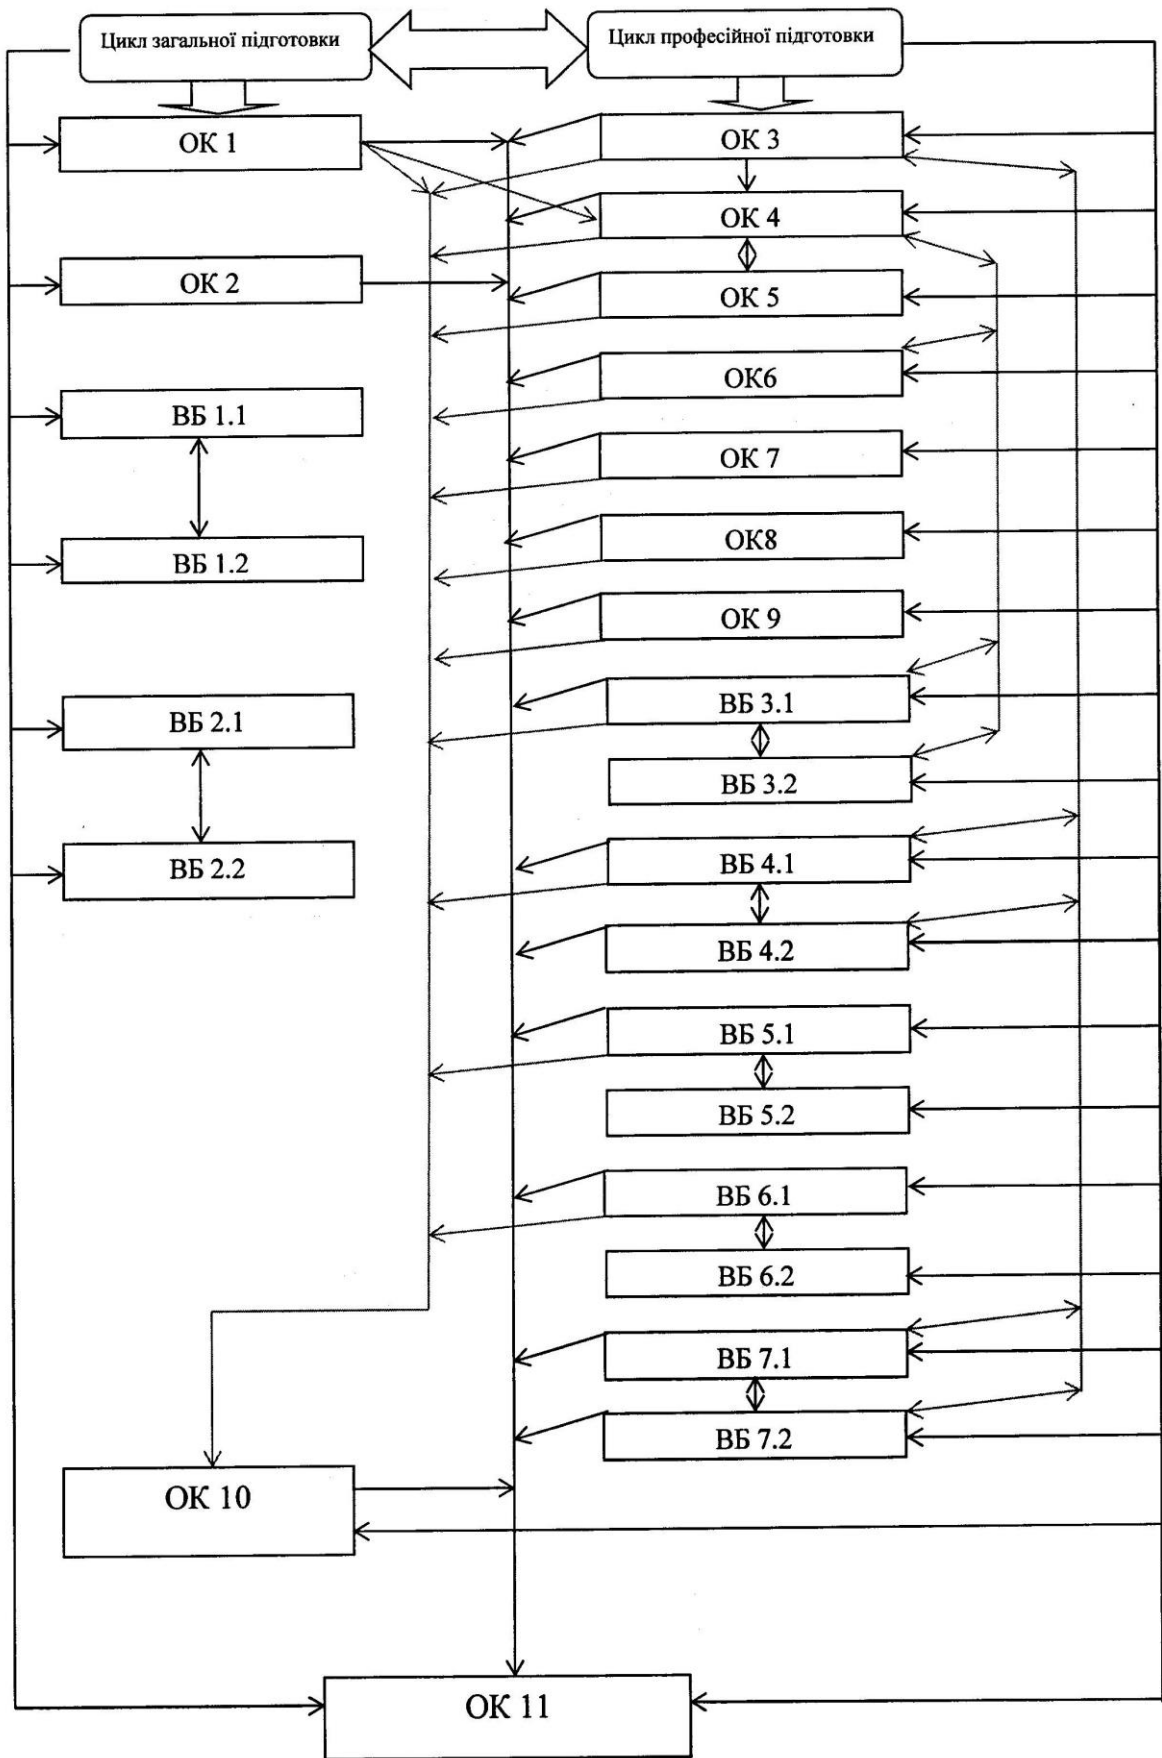 Цикл загальної підготовки
Цикл професійної підготовки
ОК 1
ОК 2
ВБ 1.1
ВБ 1.2
ВБ 2.1
ВБ 2.2
ОК 3
ОК 4
ОК 5
ОК6
ОК 7
ОК8
ОК 9
ВБ 3.1
ВБ 3.2
ВБ 4.1
ВБ 4.2
ВБ 5.1
ВБ 5.2
ВБ 6.1
ВБ 6.2
ВБ 7.1
ВБ 7.2
ОК 10
ОК 11